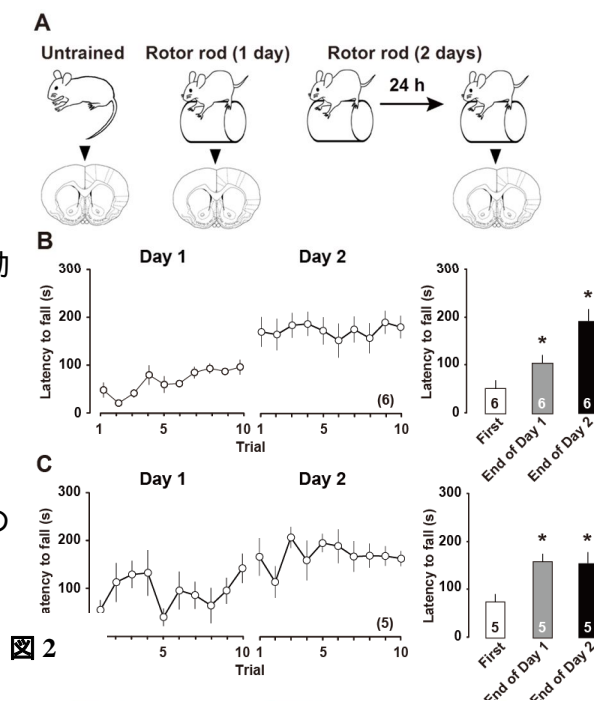 A
Untrained Rotor rod (1 day) Rotor rod (2 days)
24 h
B
Day 1 Day 2
Latency to fall (s)
300
200
100
0
1 5 10 1 5 10
Trial
(6)
Latency to fall (s)
300
200
100
0
6 6 6
* *
First End of Day 1 End of Day 2
C
Day 1 Day 2
atency to fall (s)
300
200
100
5 10 1 5 10
Trial
(5)
Latency to fall (s)
300
200
100
0
5 5 5
* *
First End of Day 1 End of Day 2
の
図 2